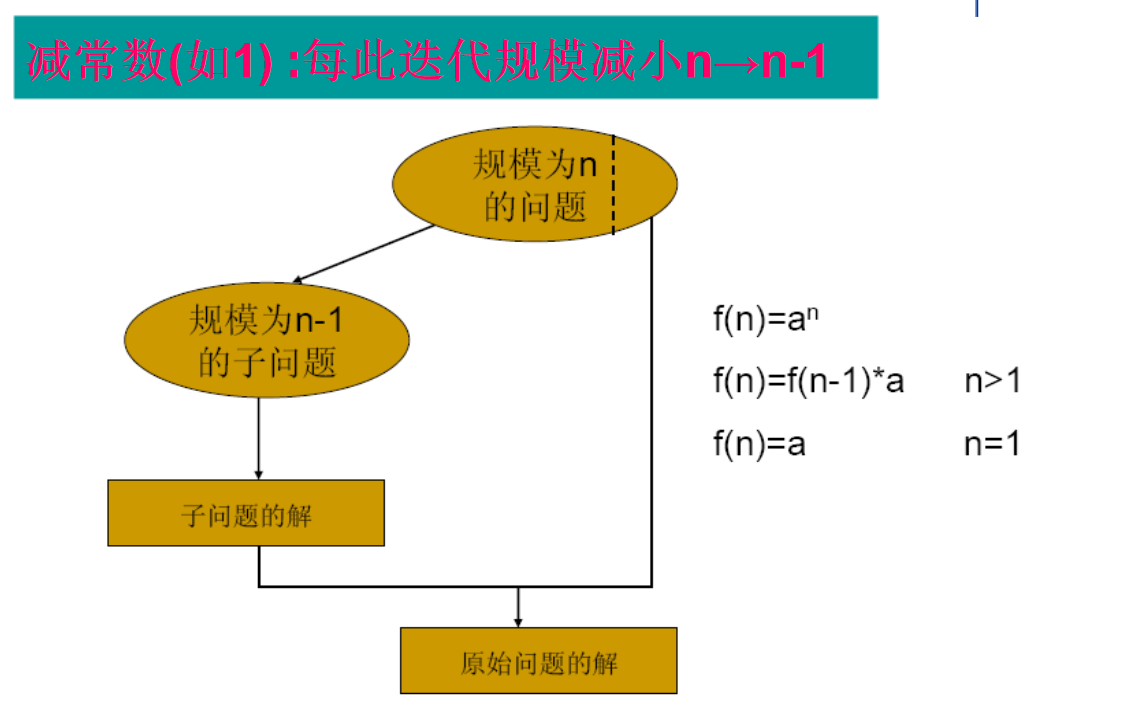 减常数(如1) :每此迭代规模减小n→n-1
规模为n
的问题
规模为n-1
的子问题
子问题的解
原始问题的解
f(n)=aⁿ
f(n)=f(n-1)*a n>1
f(n)=a n=1